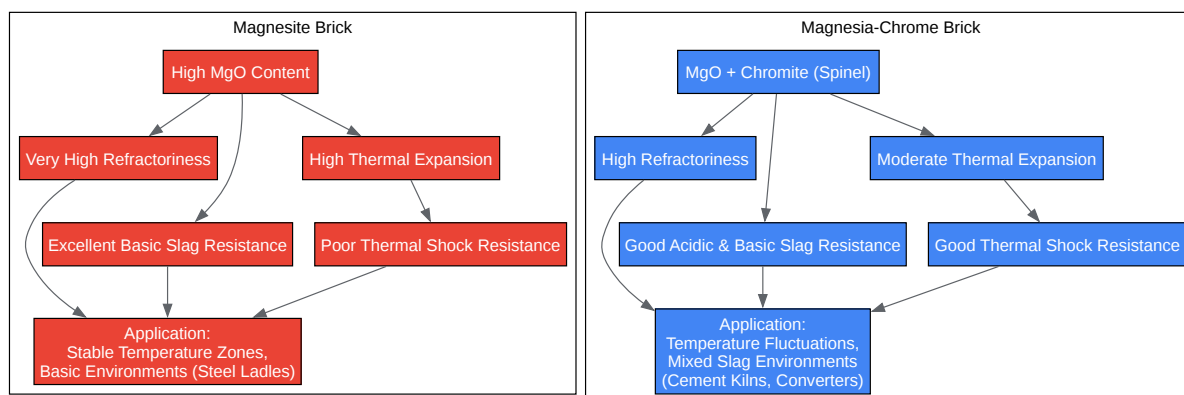 Magnesite Brick
High MgO Content
Very High Refractoriness
High Thermal Expansion
Excellent Basic Slag Resistance
Poor Thermal Shock Resistance
Application:
Stable Temperature Zones,
Basic Environments (Steel Ladles)
Magnesia-Chrome Brick
MgO + Chromite (Spinel)
High Refractoriness
Moderate Thermal Expansion
Good Acidic & Basic Slag Resistance
Good Thermal Shock Resistance
Application:
Temperature Fluctuations,
Mixed Slag Environments
(Cement Kilns, Converters)